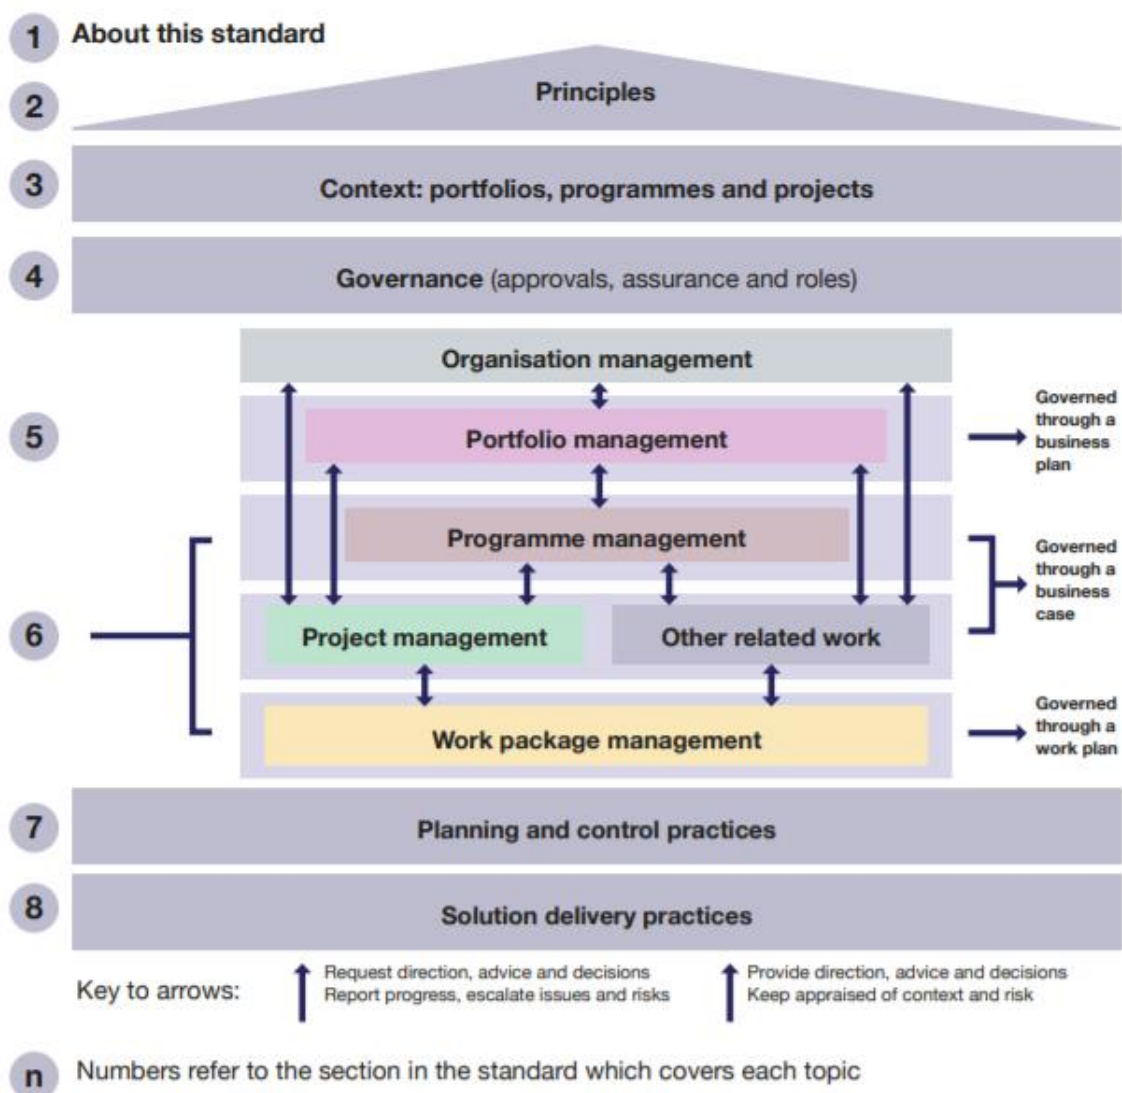 1 About this standard
2 Principles
3 Context: portfolios, programmes and projects
4 Governance (approvals, assurance and roles)
Organisation management
5 Portfolio management
Governed
through a
business
plan
Programme management
Governed
through a
business
case
6 Project management Other related work
Work package management
Governed
through a
work plan
7 Planning and control practices
8 Solution delivery practices
Key to arrows:
Request direction, advice and decisions
Report progress, escalate issues and risks
Provide direction, advice and decisions
Keep appraised of context and risk
n Numbers refer to the section in the standard which covers each topic